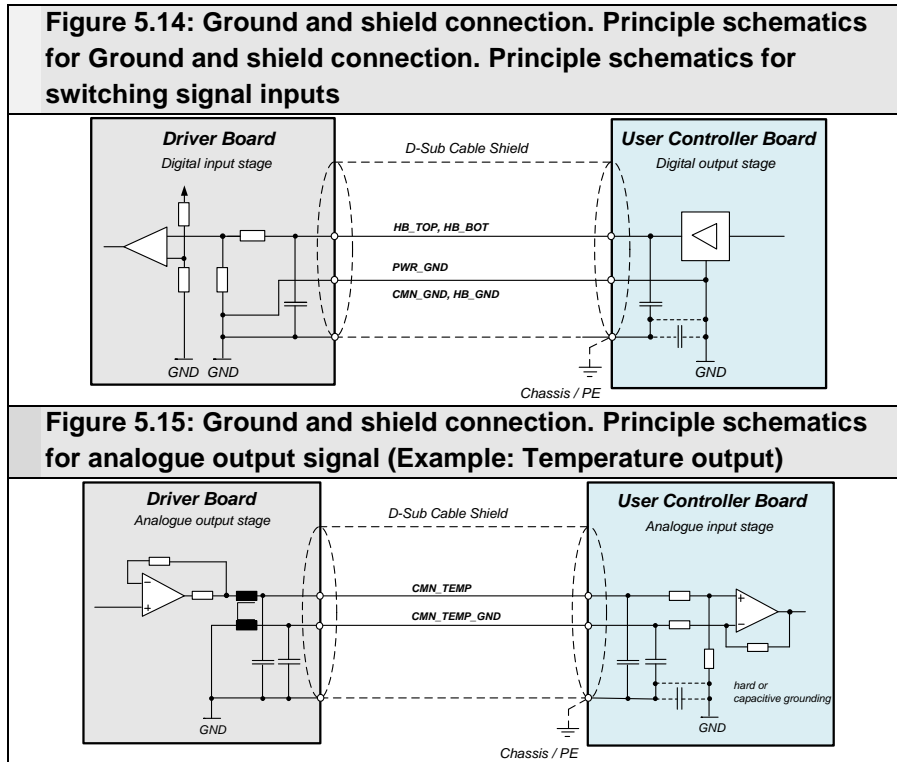 Figure 5.14: Ground and shield connection. Principle schematics
for Ground and shield connection. Principle schematics for
switching signal inputs
Driver Board
Digital input stage
D-Sub Cable Shield
User Controller Board
Digital output stage
HB_TOP, HB_BOT
PWR_GND
CMN_GND, HB_GND
GND
GND
GND
Chassis / PE
Figure 5.15: Ground and shield connection. Principle schematics
for analogue output signal (Example: Temperature output)
Driver Board
Analogue output stage
D-Sub Cable Shield
User Controller Board
Analogue input stage
CMN_TEMP
CMN_TEMP_GND
hard or
capacitive grounding
GND
GND
Chassis / PE